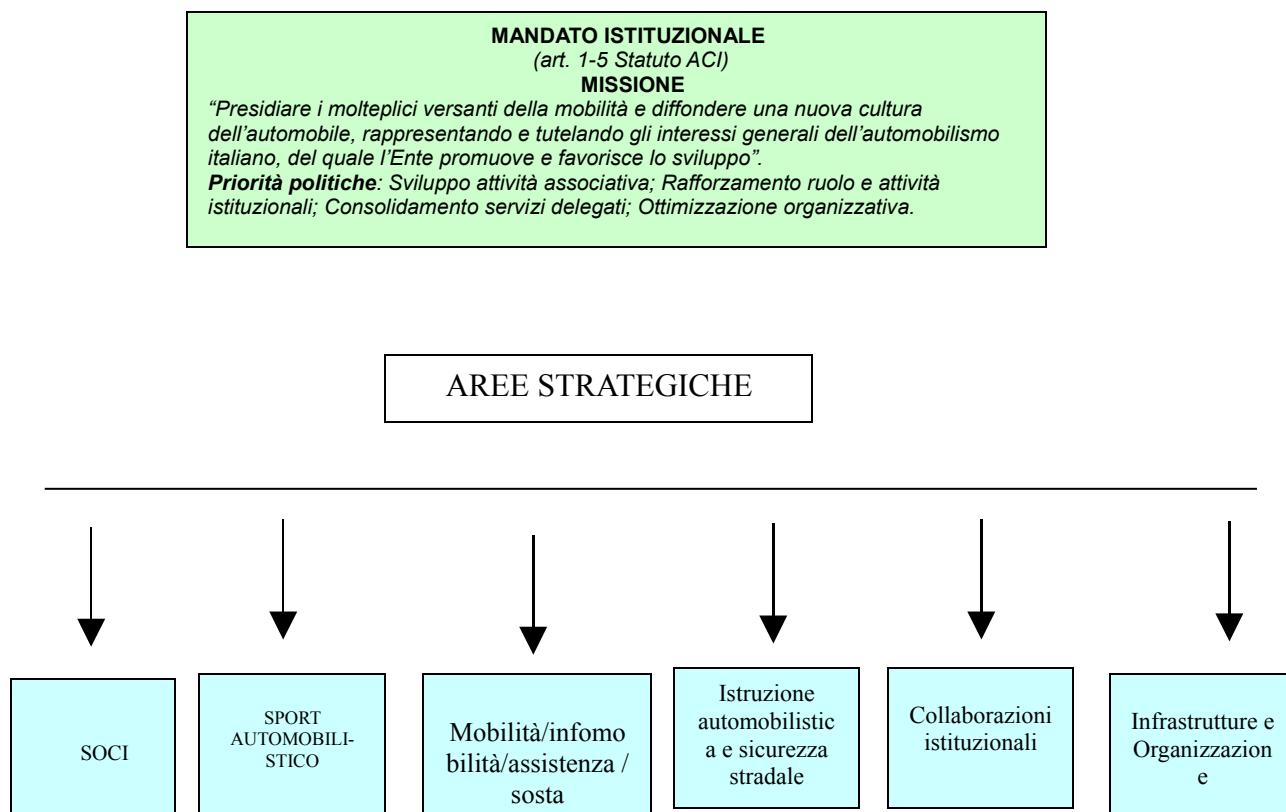 MANDATO ISTITUZIONALE
(art. 1-5 Statuto ACI)
MISSIONE
“Presidiare i molteplici versanti della mobilità e diffondere una nuova cultura
dell’automobile, rappresentando e tutelando gli interessi generali dell’automobilismo
italiano, del quale l’Ente promuove e favorisce lo sviluppo”.
Priorità politiche: Sviluppo attività associativa; Rafforzamento ruolo e attività
istituzionali; Consolidamento servizi delegati; Ottimizzazione organizzativa.
AREE STRATEGICHE
SOCI
SPORT
AUTOMOBILI-
STICO
Mobilità/infomo
bilità/assistenza /
sosta
Istruzione
automobilistic
a e sicurezza
stradale
Collaborazioni
istituzionali
Infrastrutture e
Organizzazion
e